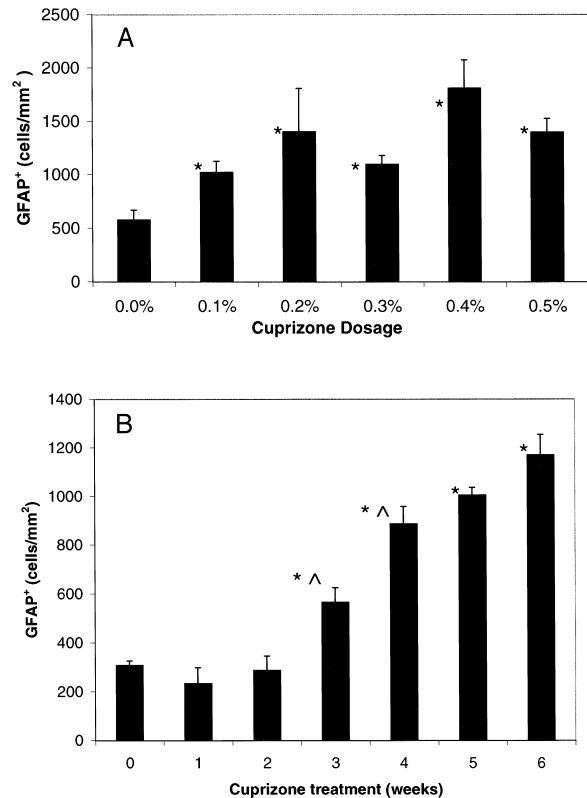 A
2500
2000
1500
1000
500
0
GFAP⁺ (cells/mm²)
* * * * *
0.0% 0.1% 0.2% 0.3% 0.4% 0.5%
Cuprizone Dosage
B
1400
1200
1000
800
600
400
200
0
GFAP⁺ (cells/mm²)
* ^ * ^ * *
0 1 2 3 4 5 6
Cuprizone treatment (weeks)